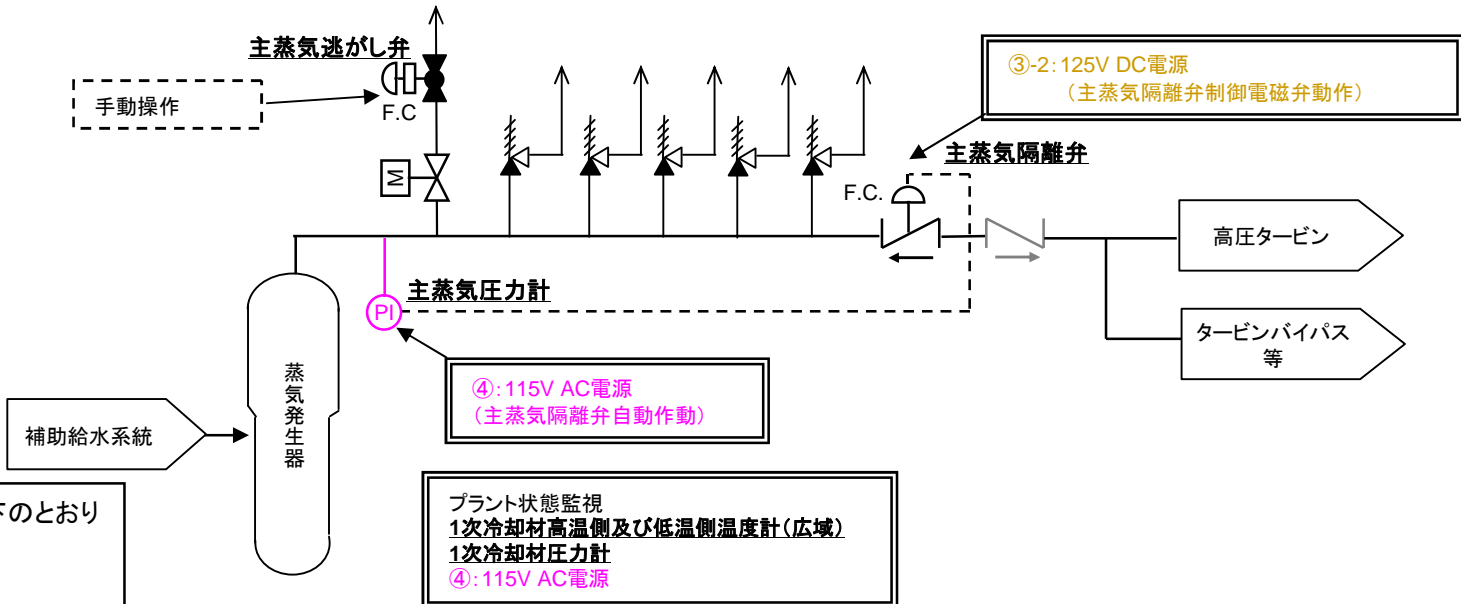 主蒸気逃がし弁
手動操作
F.C
M
③-2：125V DC電源
（主蒸気隔離弁制御電磁弁動作）
主蒸気隔離弁
F.C.
高圧タービン
主蒸気圧力計
PI
タービンバイパス
等
④：115V AC電源
（主蒸気隔離弁自動作動）
蒸気発生器
補助給水系統
下のとおり
プラント状態監視
1次冷却材高温側及び低温側温度計（広域）
1次冷却材圧力計
④：115V AC電源